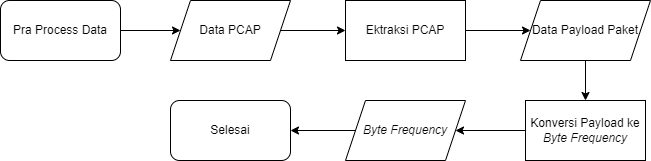 Pra Process Data
Data PCAP
Ektraksi PCAP
Data Payload Paket
Konversi Payload ke
Byte Frequency
Byte Frequency
Selesai